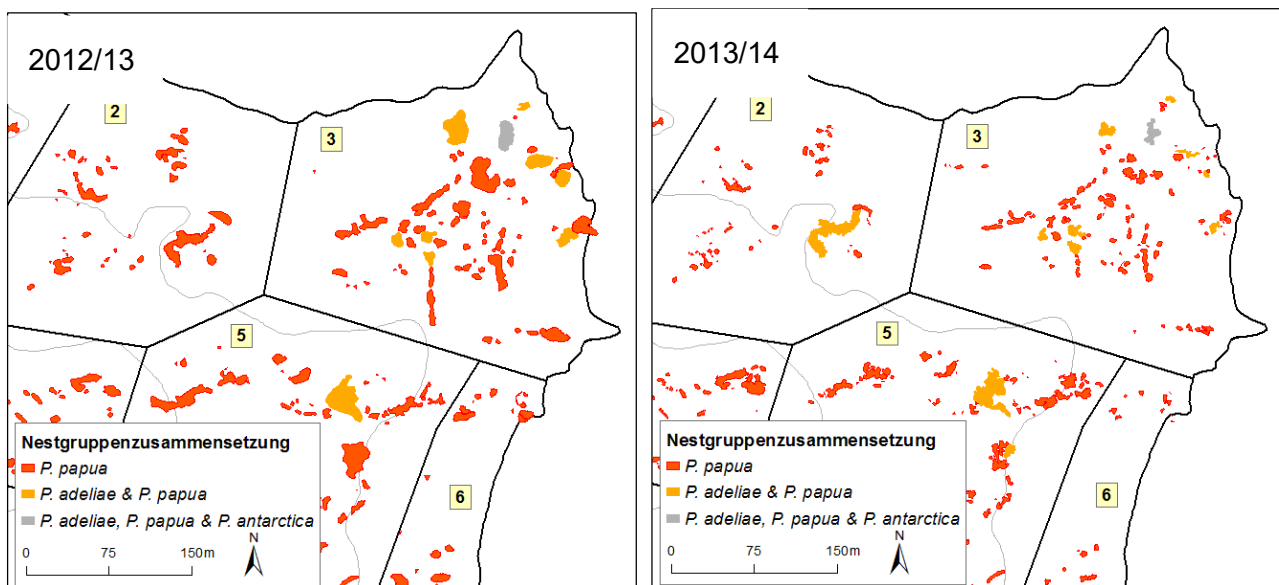 2012/13
2
3
5
6
Nestgruppenzusammensetzung
P. papua
P. adeliae & P. papua
P. adeliae, P. papua & P. antarctica
0 75 150m
N
2013/14
2
3
5
6
Nestgruppenzusammensetzung
P. papua
P. adeliae & P. papua
P. adeliae, P. papua & P. antarctica
0 75 150m
N